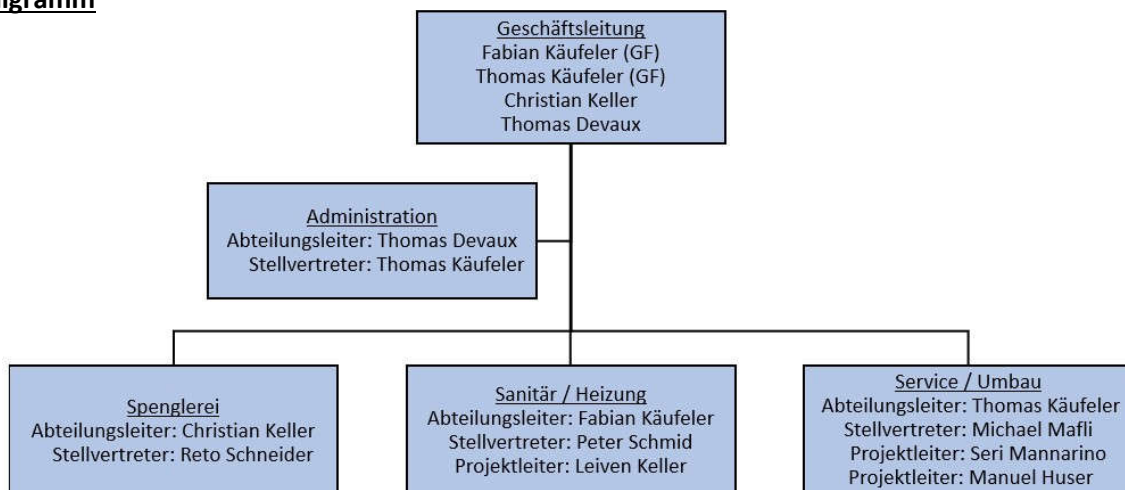 Geschäftsleitung
Fabian Käufeler (GF)
Thomas Käufeler (GF)
Christian Keller
Thomas Devaux
Administration
Abteilungsleiter: Thomas Devaux
Stellvertreter: Thomas Käufeler
Spenglerei
Abteilungsleiter: Christian Keller
Stellvertreter: Reto Schneider
Sanitär / Heizung
Abteilungsleiter: Fabian Käufeler
Stellvertreter: Peter Schmid
Projektleiter: Leiven Keller
Service / Umbau
Abteilungsleiter: Thomas Käufeler
Stellvertreter: Michael Mafli
Projektleiter: Seri Mannarino
Projektleiter: Manuel Huser